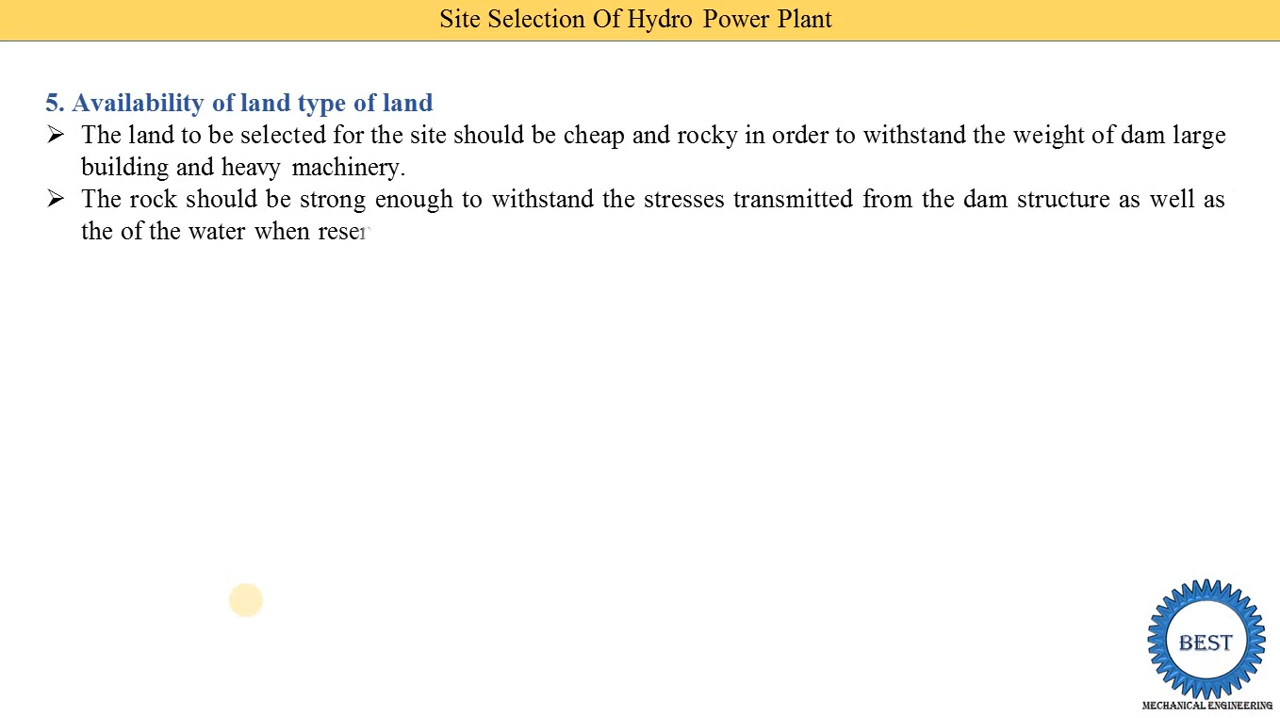 Site Selection Of Hydro Power Plant
5. Availability of land type of land
➢ The land to be selected for the site should be cheap and rocky in order to withstand the weight of dam large
building and heavy machinery.
➢ The rock should be strong enough to withstand the stresses transmitted from the dam structure as well as
the of the water when reser
BEST
MECHANICAL ENGINEERING